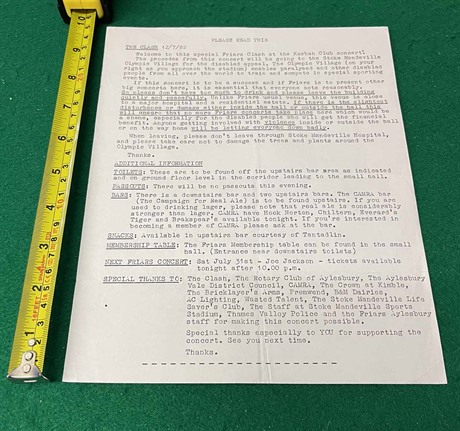 PLEASE READ THIS
THE CLASH 12/7/82
Welcome to this special Friars Clash at the Kasbah Club concert!
The proceeds from this concert will be going to the Stoke Mandeville
Olympic Village for the disabled appeal. The Olympic Village (on your
right as you approached the stadium) enables paralysed and other disabled
people from all over the world to train and compete in special sporting
events.
If this concert is to be a success and if Friars is to present other
big concerts here, it is essential that everyone acts reasonably.
So please don't have too much to drink and please leave the building
quietly and peacefully. Unlike Friars usual venue, this venue is close
to a major hospital and a residential estate. If there is the slightest
disturbance or damage either inside the hall or outside the hall this
will ensure that no more Friars concerts take place here which would be
a shame, especially for the disabled people who will get the financial
benefit. Anyone getting involved with violence inside or outside the hall
or on the way home will be letting everyone down badly.
When leaving, please don't leave through Stoke Mandeville Hospital,
and please take care not to damage the trees and plants around the
Olympic Village.
Thanks.
ADDITIONAL INFORMATION
TOILETS: These are to be found off the upstairs bar area as indicated
and on ground floor level in the corridor leading to the small hall.
PASSOUTS: There will be no passouts this evening.
BARS: There is a downstairs bar and two upstairs bars. The CAMRA bar
(The Campaign for Real Ale) is to be found upstairs. If you are
used to drinking lager, please note that real ale is considerably
stronger than lager. CAMRA have Hook Norton, Chiltern, Everard's
Tiger and Brakspear's available tonight. If you're interested in
becoming a member of CAMRA please ask at the bar.
SNACKS: Available in upstairs bar courtesy of
MEMBERSHIP TABLE: The Friars Membership table can be found in the small
hall. (Entrance near downstairs toilets)
NEXT FRIARS CONCERT: Sat July 31st - Joe Jackson - tickets available
tonight after 10.00 p.m.
SPECIAL THANKS TO: The Clash, The Rotary Club of Aylesbury, The Aylesbury
Vale District Council, CAMRA, The Crown at Kimble,
The Bricklayer's Arms, Dairies,
AC Lighting, Wasted Talent, The Stoke Mandeville Life
Saver's Club, The Staff at Stoke Mandeville Sports
Stadium, Thames Valley Police and the Friars Aylesbury
staff for making this concert possible.
Special thanks especially to YOU for supporting the
concert. See you next time.
Thanks.